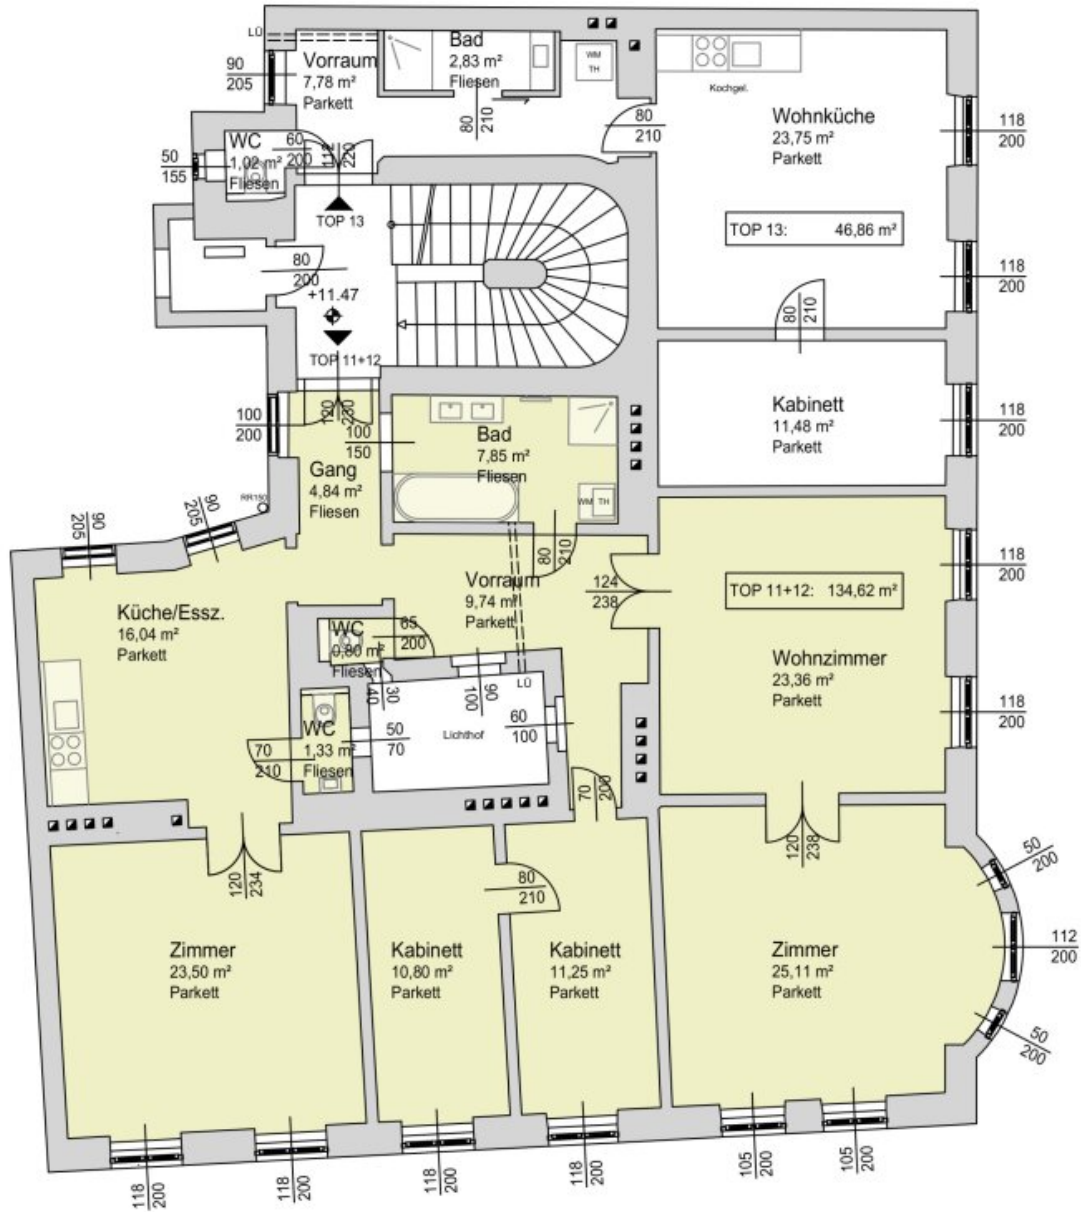 LÜ
90
205
Vorraum
7,78 m²
Parkett
Bad
2,83 m²
Fliesen
80
210
WM
TH
Kochgel.
80
210
Wohnküche
23,75 m²
Parkett
118
200
50
155
WC
1,02 m²
Fliesen
60
200
112
220
TOP 13
TOP 13: 46,86 m²
80
200
+11.47
118
200
80
210
TOP 11+12
Kabinett
11,48 m²
Parkett
118
200
100
200
120
230
100
150
Bad
7,85 m²
Fliesen
WM
TH
Gang
4,84 m²
Fliesen
RR150
90
205
90
205
80
210
124
238
TOP 11+12: 134,62 m²
118
200
Vorraum
9,74 m²
Parkett
Küche/Essz.
16,04 m²
Parkett
WC
0,80 m²
Fliesen
65
200
30
40
90
100
LÜ
Wohnzimmer
23,36 m²
Parkett
118
200
WC
1,33 m²
Fliesen
50
70
Lichthof
60
100
70
210
70
200
120
234
120
238
50
200
80
210
Zimmer
23,50 m²
Parkett
Kabinett
10,80 m²
Parkett
Kabinett
11,25 m²
Parkett
Zimmer
25,11 m²
Parkett
112
200
50
200
118
200
118
200
118
200
118
200
105
200
105
200